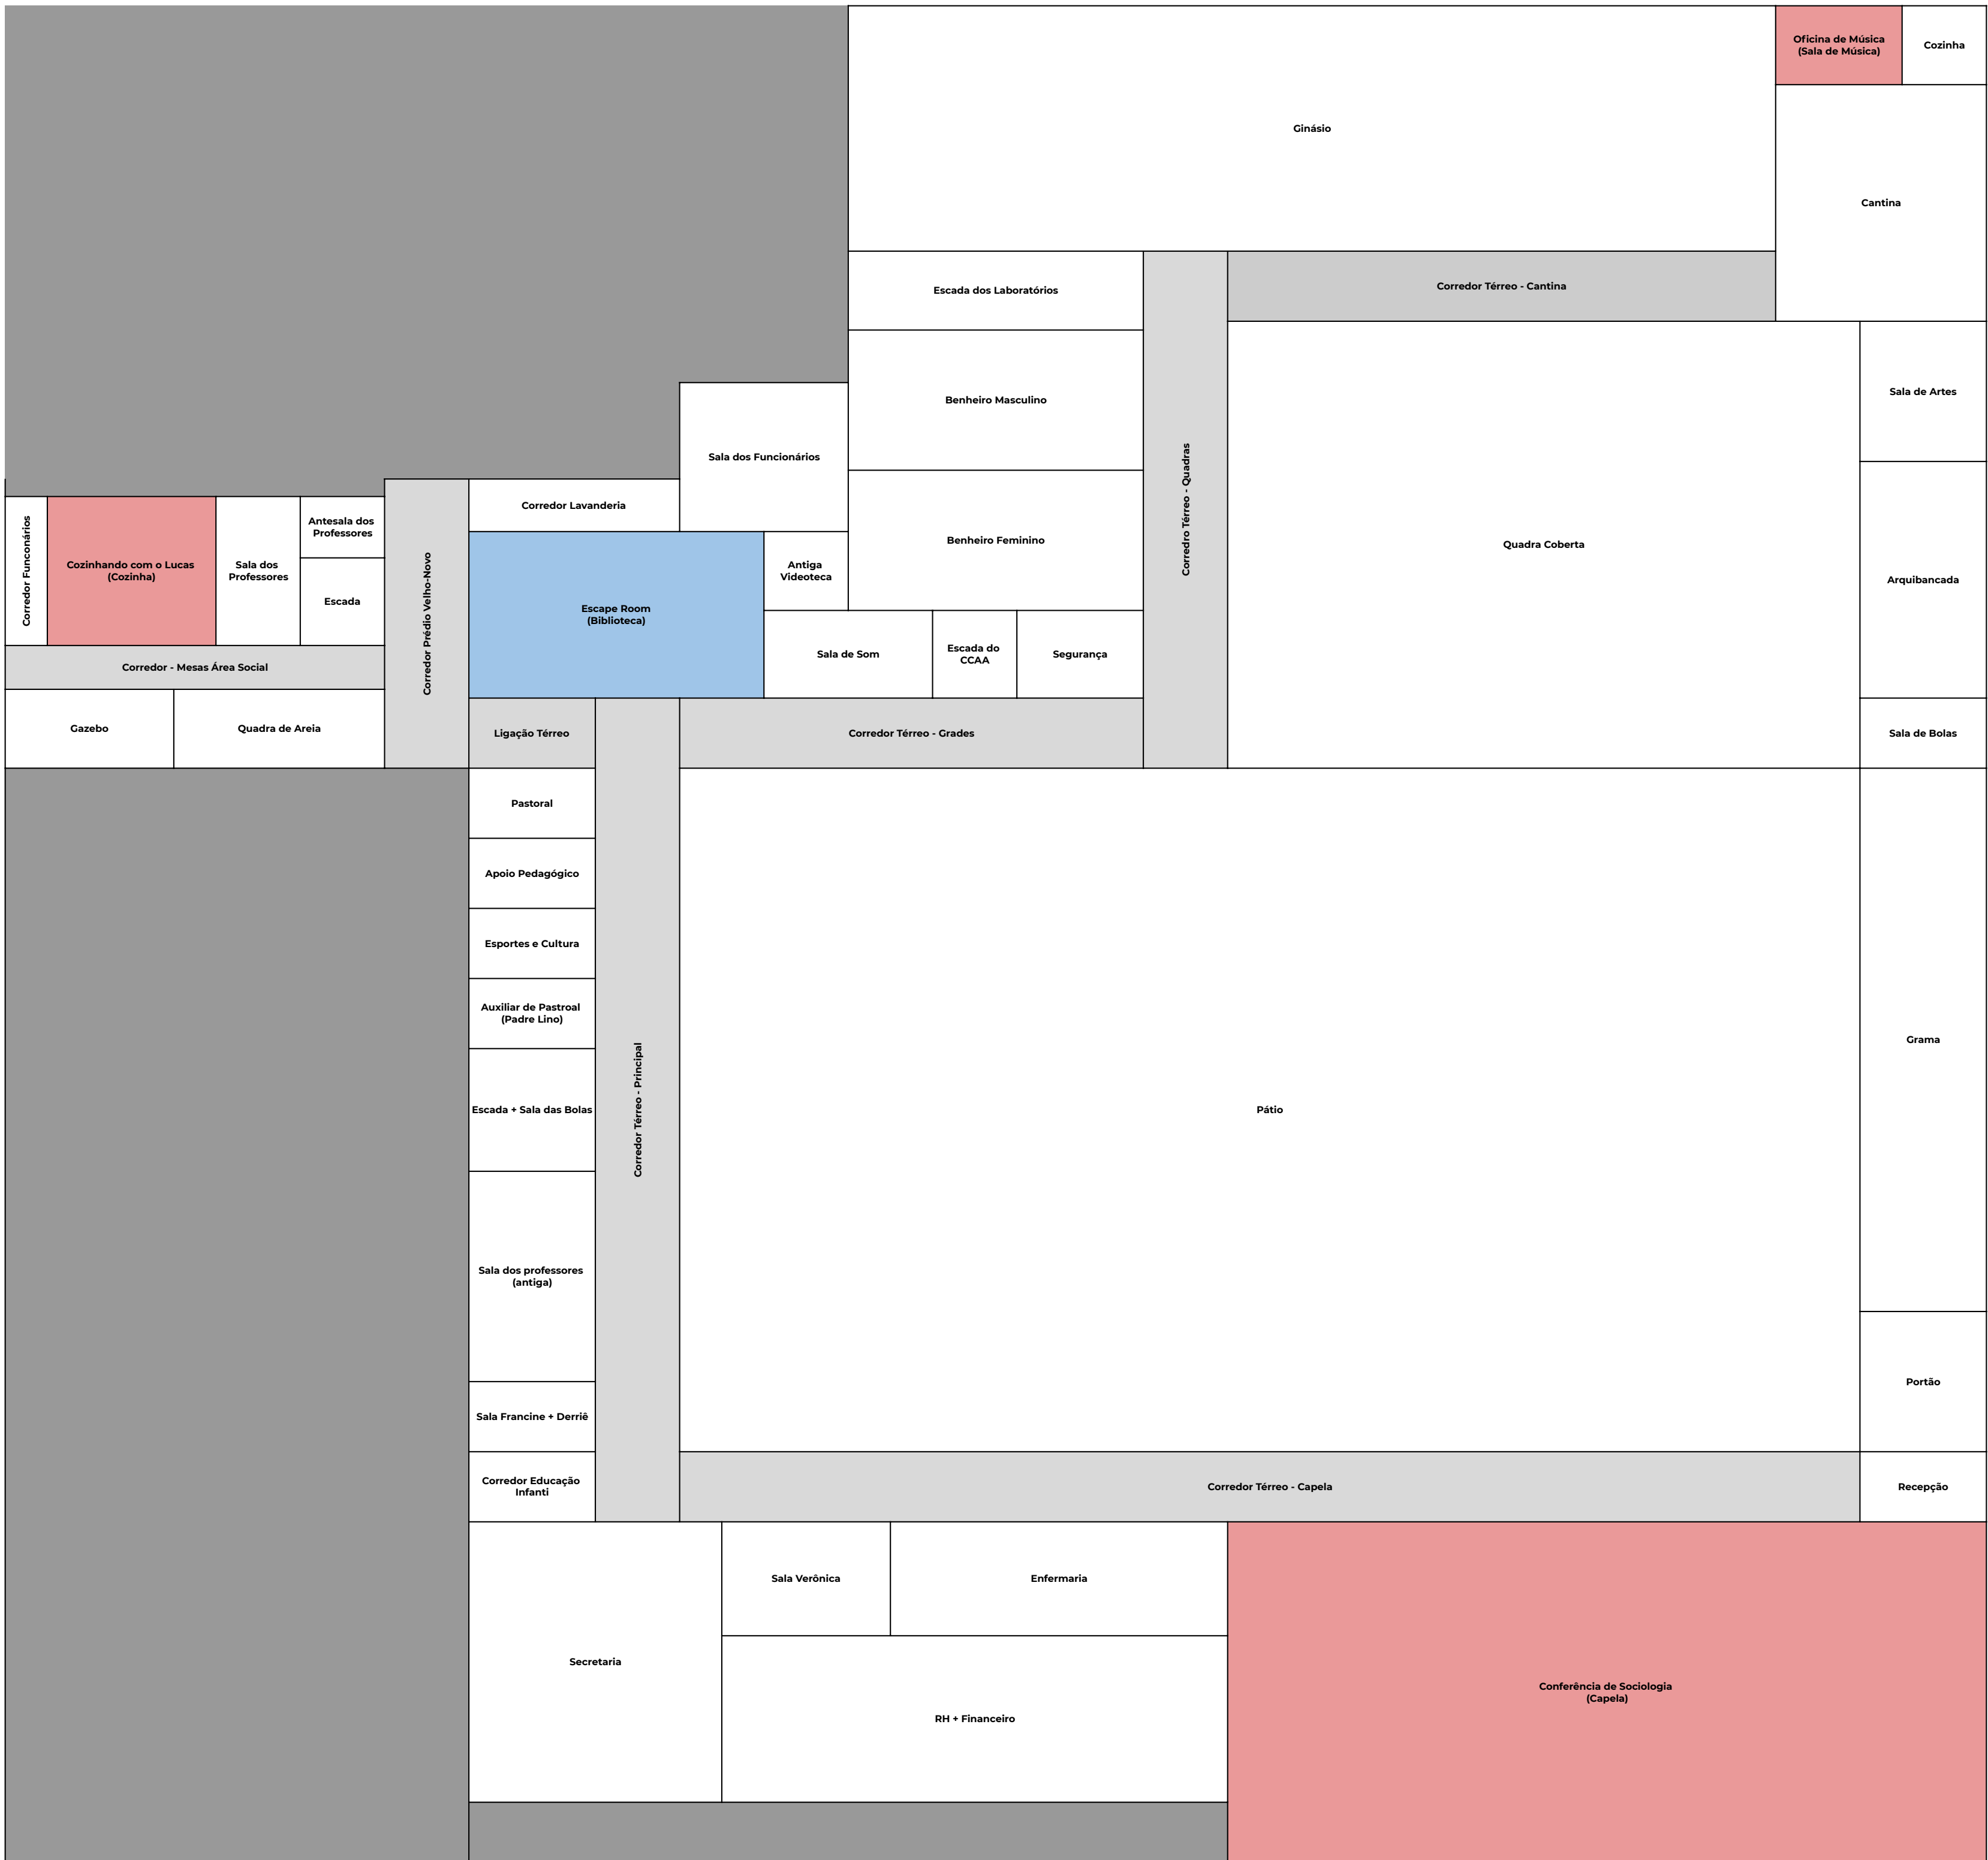 Oficina de Música
(Sala de Música)
Cozinha
Ginásio
Cantina
Escada dos Laboratórios
Corredor Térreo - Cantina
Benheiro Masculino
Sala de Artes
Sala dos Funcionários
Corredor Lavanderia
Corredor Funconários
Cozinhando com o Lucas
(Cozinha)
Sala dos
Professores
Antesala dos
Professores
Escada
Corredor Prédio Velho-Novo
Escape Room
(Biblioteca)
Antiga
Videoteca
Benheiro Feminino
Corredro Térreo - Quadras
Quadra Coberta
Arquibancada
Corredor - Mesas Área Social
Sala de Som
Escada do
CCAA
Segurança
Gazebo
Quadra de Areia
Ligação Térreo
Corredor Térreo - Grades
Sala de Bolas
Pastoral
Apoio Pedagógico
Esportes e Cultura
Auxiliar de Pastroal
(Padre Lino)
Grama
Escada + Sala das Bolas
Corredor Térreo - Principal
Pátio
Sala dos professores
(antiga)
Portão
Sala Francine + Derriê
Corredor Educação
Infanti
Corredor Térreo - Capela
Recepção
Sala Verônica
Enfermaria
Secretaria
RH + Financeiro
Conferência de Sociologia
(Capela)